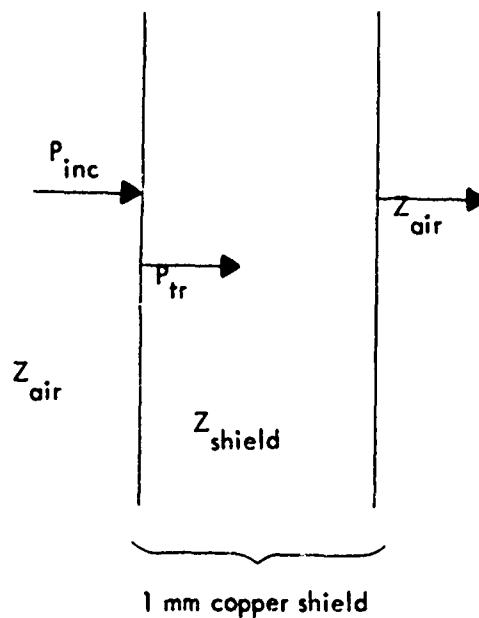 P_inc
Z_air
P_tr
Z_air
Z_shield
1 mm copper shield